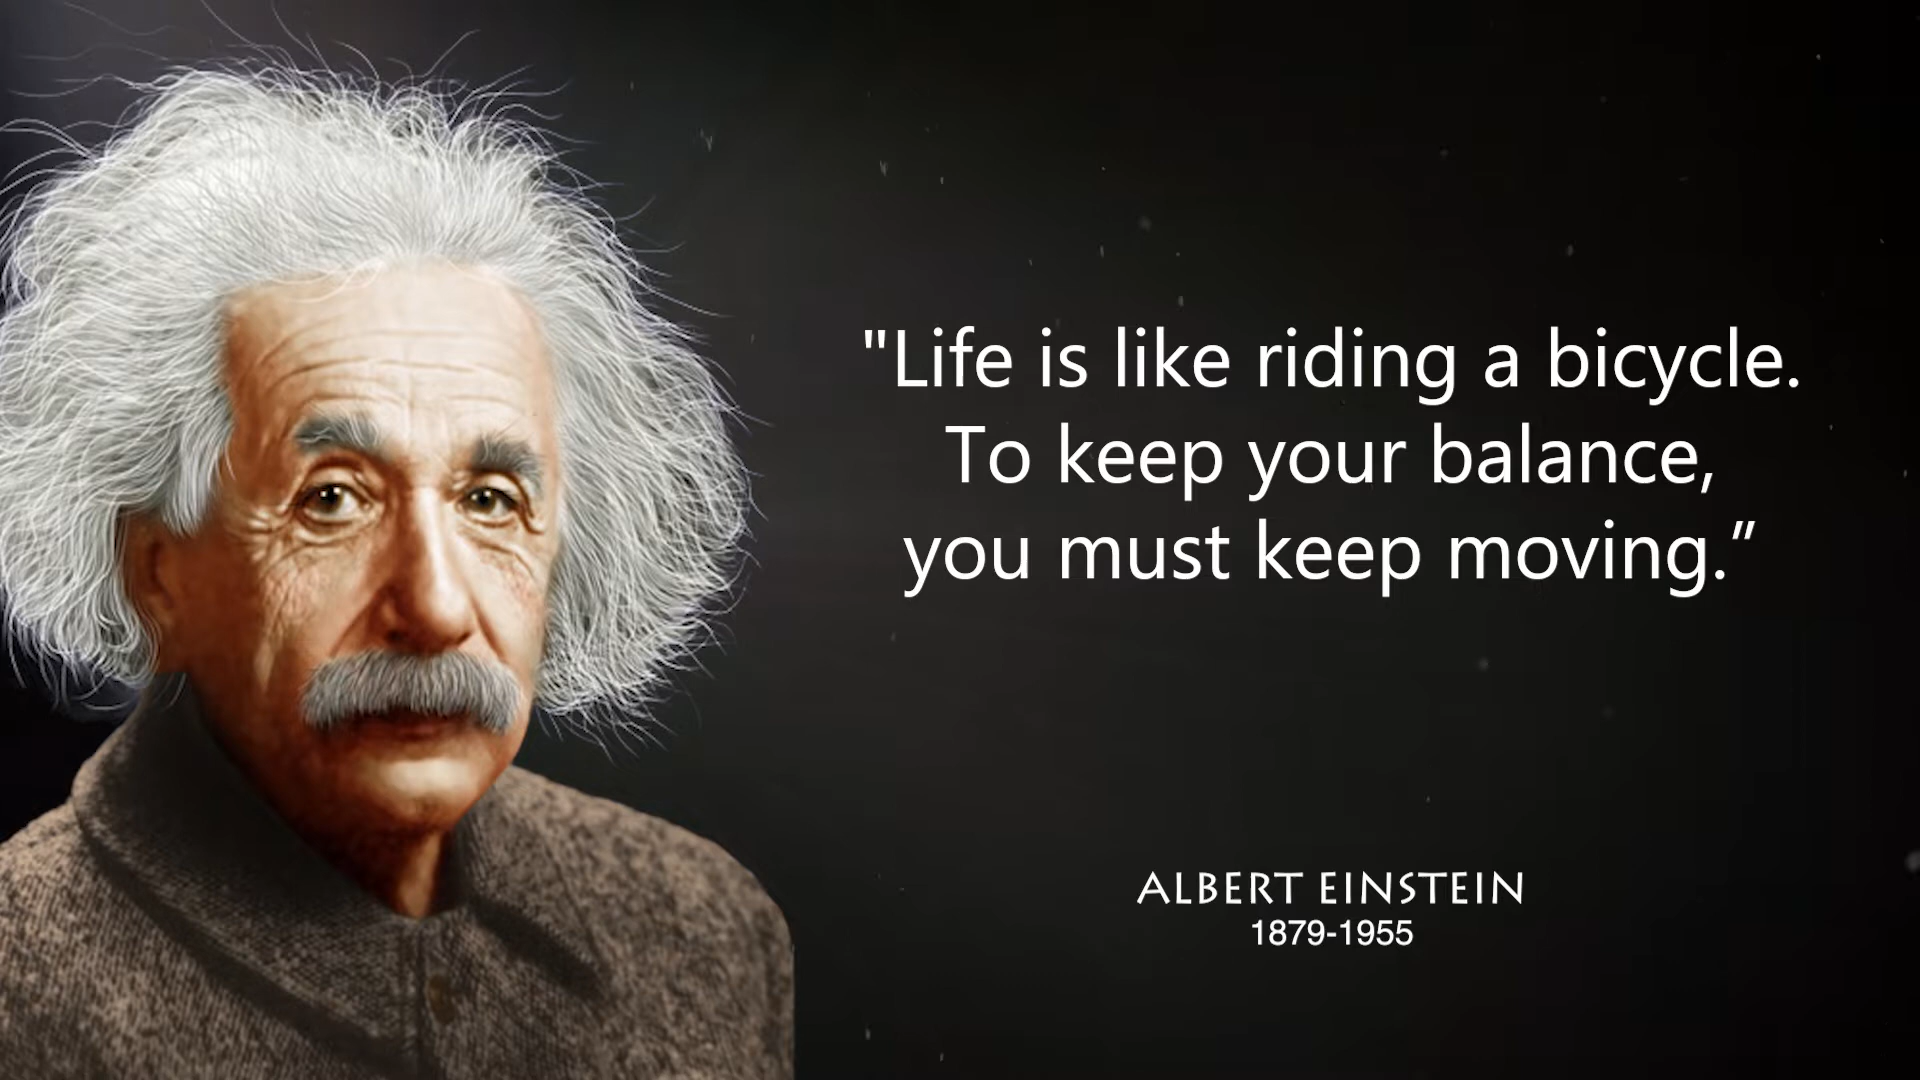 "Life is like riding a bicycle.
To keep your balance,
you must keep moving.”
ALBERT EINSTEIN
1879-1955